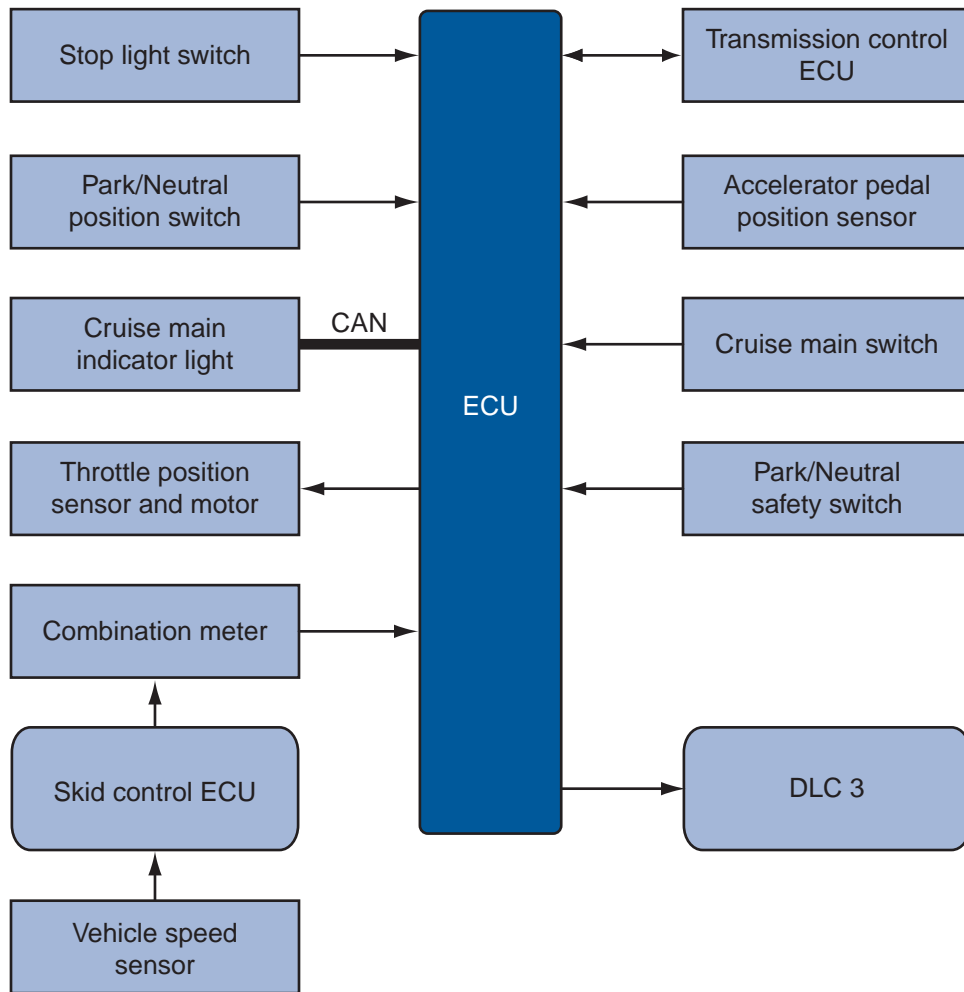 Stop light switch
Park/Neutral
position switch
Cruise main
indicator light
CAN
Throttle position
sensor and motor
Combination meter
Skid control ECU
Vehicle speed
sensor
ECU
Transmission control
ECU
Accelerator pedal
position sensor
Cruise main switch
Park/Neutral
safety switch
DLC 3